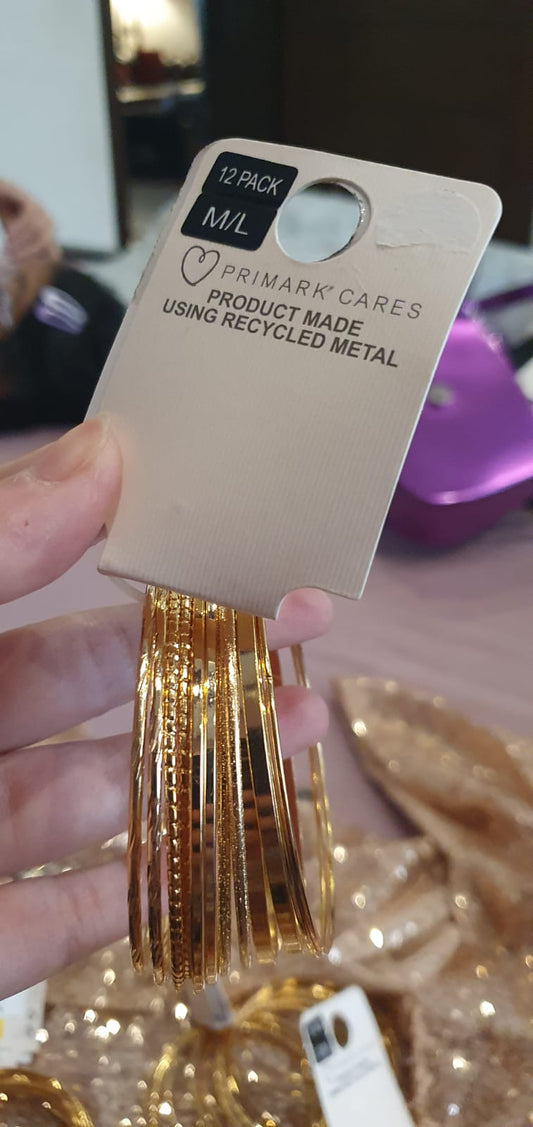 12 PACK
M/L
PRIMARK® CARES
PRODUCT MADE
USING RECYCLED METAL